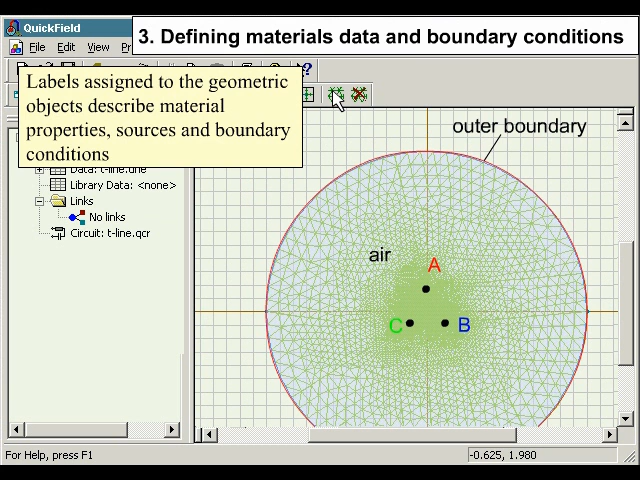 QuickField
3. Defining materials data and boundary conditions
File Edit View
Labels assigned to the geometric
objects describe material
properties, sources and boundary
conditions
outer boundary
Library Data: <none>
Links
No links
Circuit: t-line.qcr
air
A
C
B
For Help, press F1
-0.625, 1.980